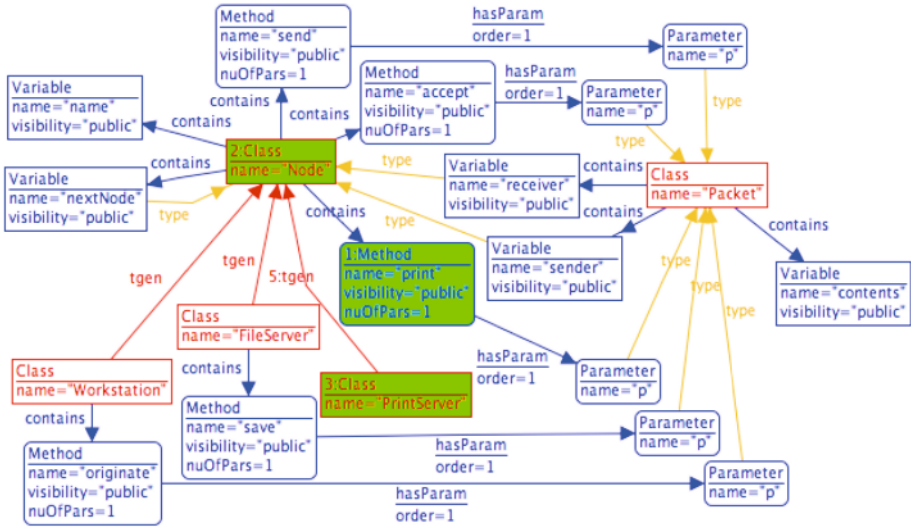 Method
name="send"
visibility="public"
nuOfPars=1
hasParam
order=1
Parameter
name="p"
Variable
name="name"
visibility="public"
contains
contains
contains
Method
name="accept"
visibility="public"
nuOfPars=1
hasParam
order=1
Parameter
name="p"
type
type
2:Class
name="Node"
contains
Variable
name="nextNode"
visibility="public"
type
type
Variable
name="receiver"
visibility="public"
contains
Class
name="Packet"
contains
type
contains
contains
1:Method
name="print"
visibility="public"
nuOfPars=1
Variable
name="sender"
visibility="public"
Variable
name="contents"
visibility="public"
type
type
type
tgen
tgen
5:tgen
Class
name="FileServer"
contains
Class
name="Workstation"
contains
3:Class
name="PrintServer"
hasParam
order=1
Parameter
name="p"
Method
name="save"
visibility="public"
nuOfPars=1
hasParam
order=1
Parameter
name="p"
Method
name="originate"
visibility="public"
nuOfPars=1
hasParam
order=1
Parameter
name="p"